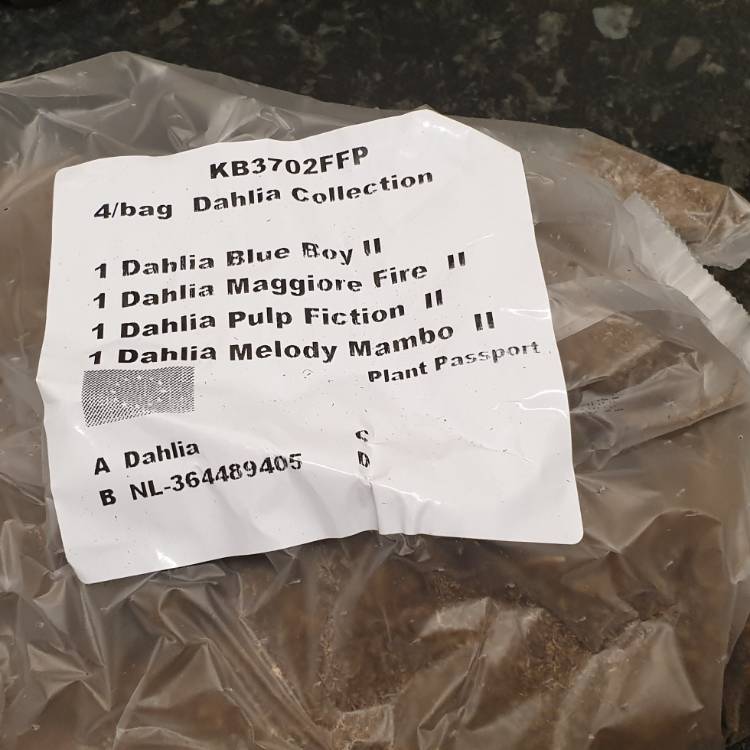 KB3702FFP
4/bag Dahlia Collection
1 Dahlia Blue Boy II
1 Dahlia Maggiore Fire II
1 Dahlia Pulp Fiction II
1 Dahlia Melody Mambo II
Plant Passport
A Dahlia
B NL-364489405
C
D